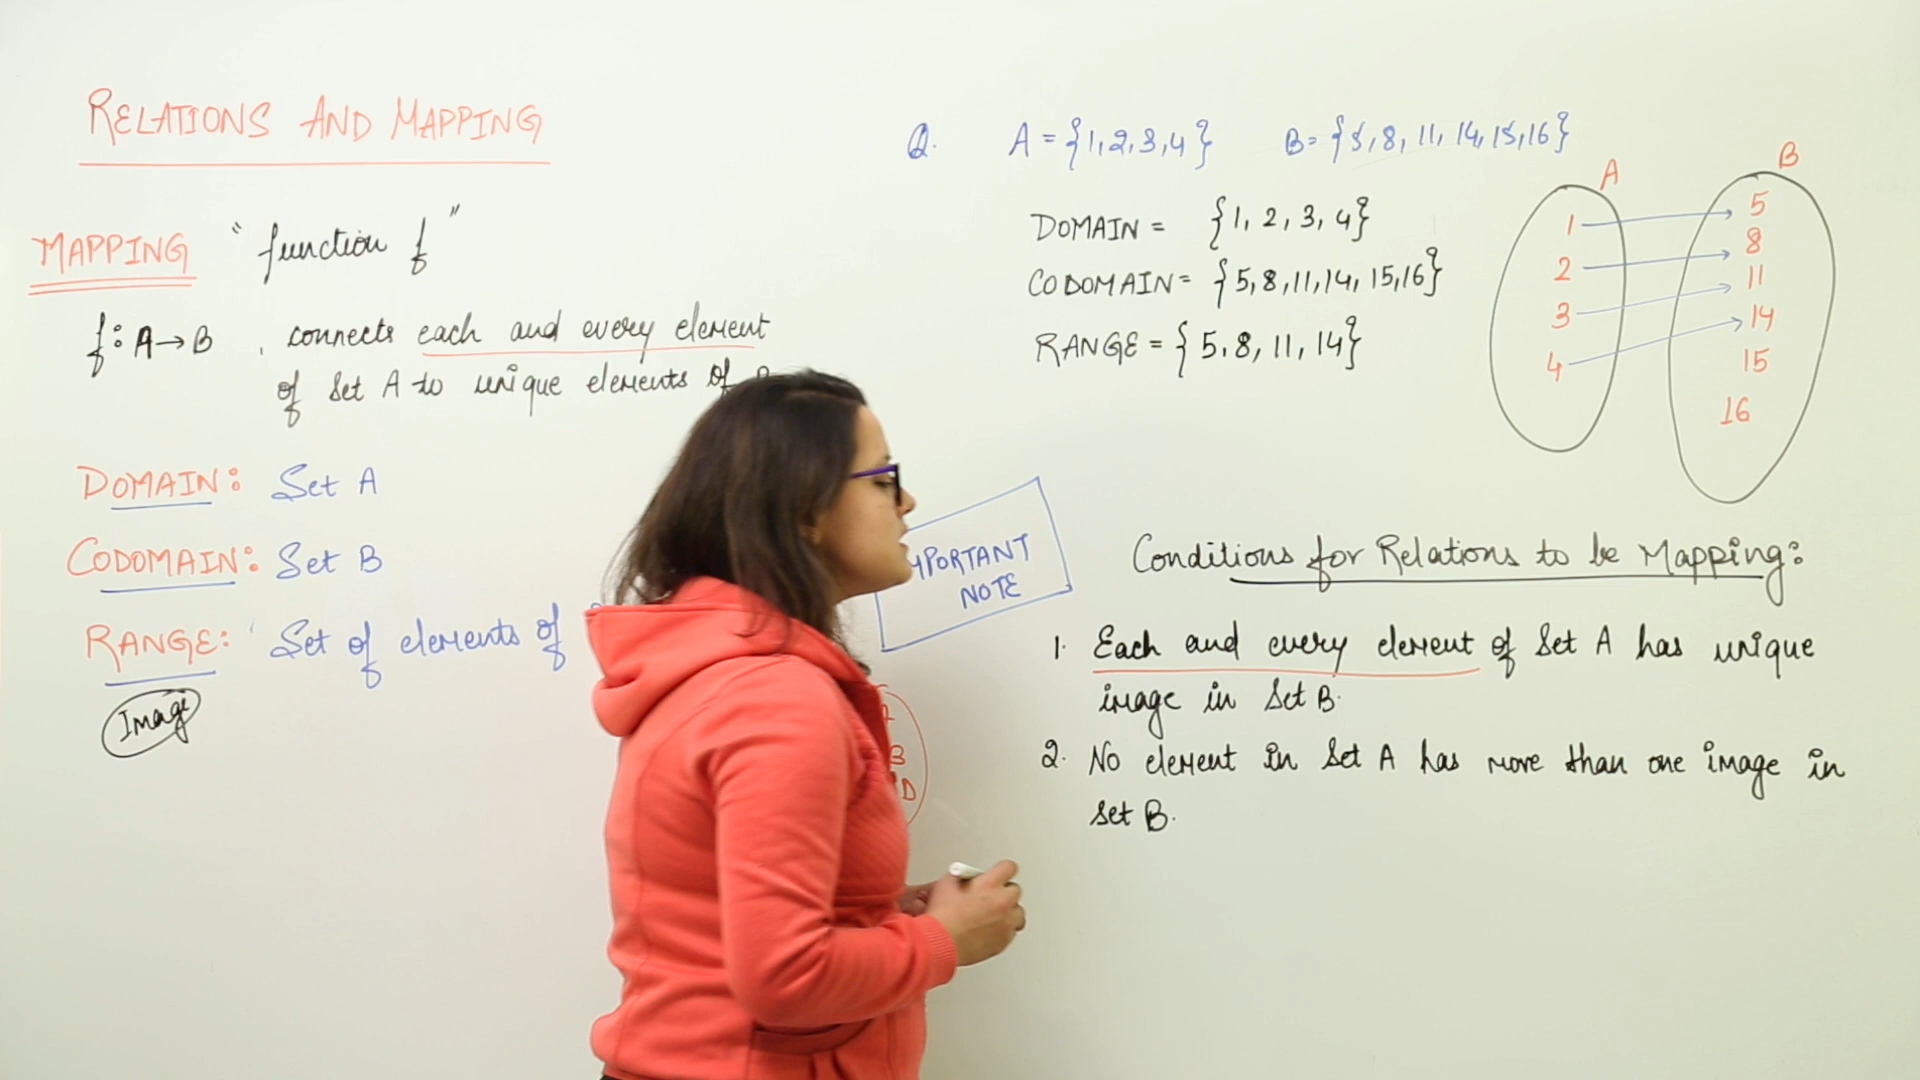 RELATIONS AND MAPPING
MAPPING "function f"
f: A→B , connects each and every element
of Set A to unique elements of
DOMAIN: Set A
CODOMAIN: Set B
RANGE: Set of elements of
Image
Q. A = {1,2,3,4} B= {5,8, 11, 14, 15,16}
DOMAIN = {1, 2, 3, 4}
CODOMAIN= {5,8,11,14, 15,16}
RANGE = {5,8, 11, 14}
A B
1 5
2 8
3 11
4 14
15
16
NOTE
Conditions for Relations to be Mapping:
1. Each and every element of Set A has unique
image in Set B.
2. No element in Set A has more than one image in
Set B.